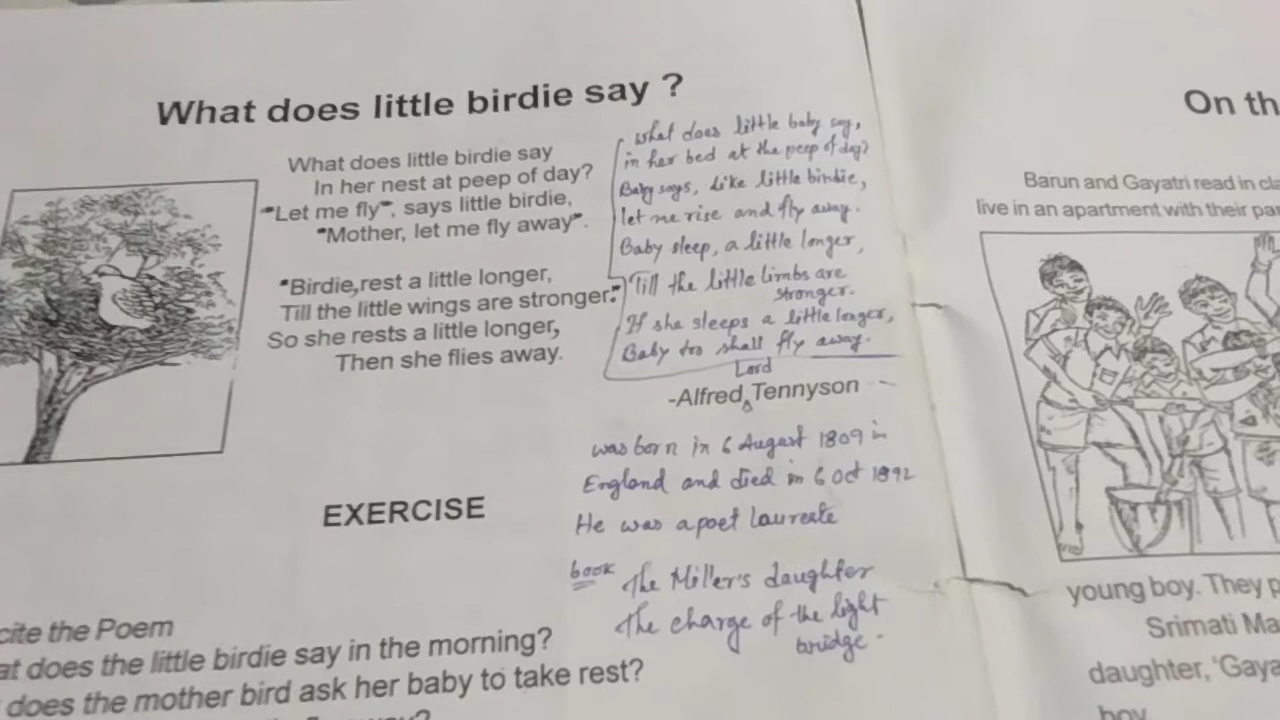 What does little birdie say ?
What does little birdie say
In her nest at peep of day?
"Let me fly", says little birdie,
"Mother, let me fly away".
"Birdie, rest a little longer,
Till the little wings are stronger."
So she rests a little longer,
Then she flies away.
what does little baby say,
in her bed at the peep of day?
Baby says, like little birdie,
let me rise and fly away.
Baby sleep, a little longer,
Till the little limbs are
stronger.
If she sleeps a little longer,
Baby too shall fly away.
Lord
-Alfred Tennyson
was born in 6 August 1809 in
England and died in 6 Oct 1892
He was a poet laureate
book The Miller's daughter
The charge of the light
bridge.
EXERCISE
cite the Poem
at does the little birdie say in the morning?
does the mother bird ask her baby to take rest?
On th
Barun and Gayatri read in cla
live in an apartment with their pa
young boy. They p
Srimati Ma
daughter, 'Gaya
boy